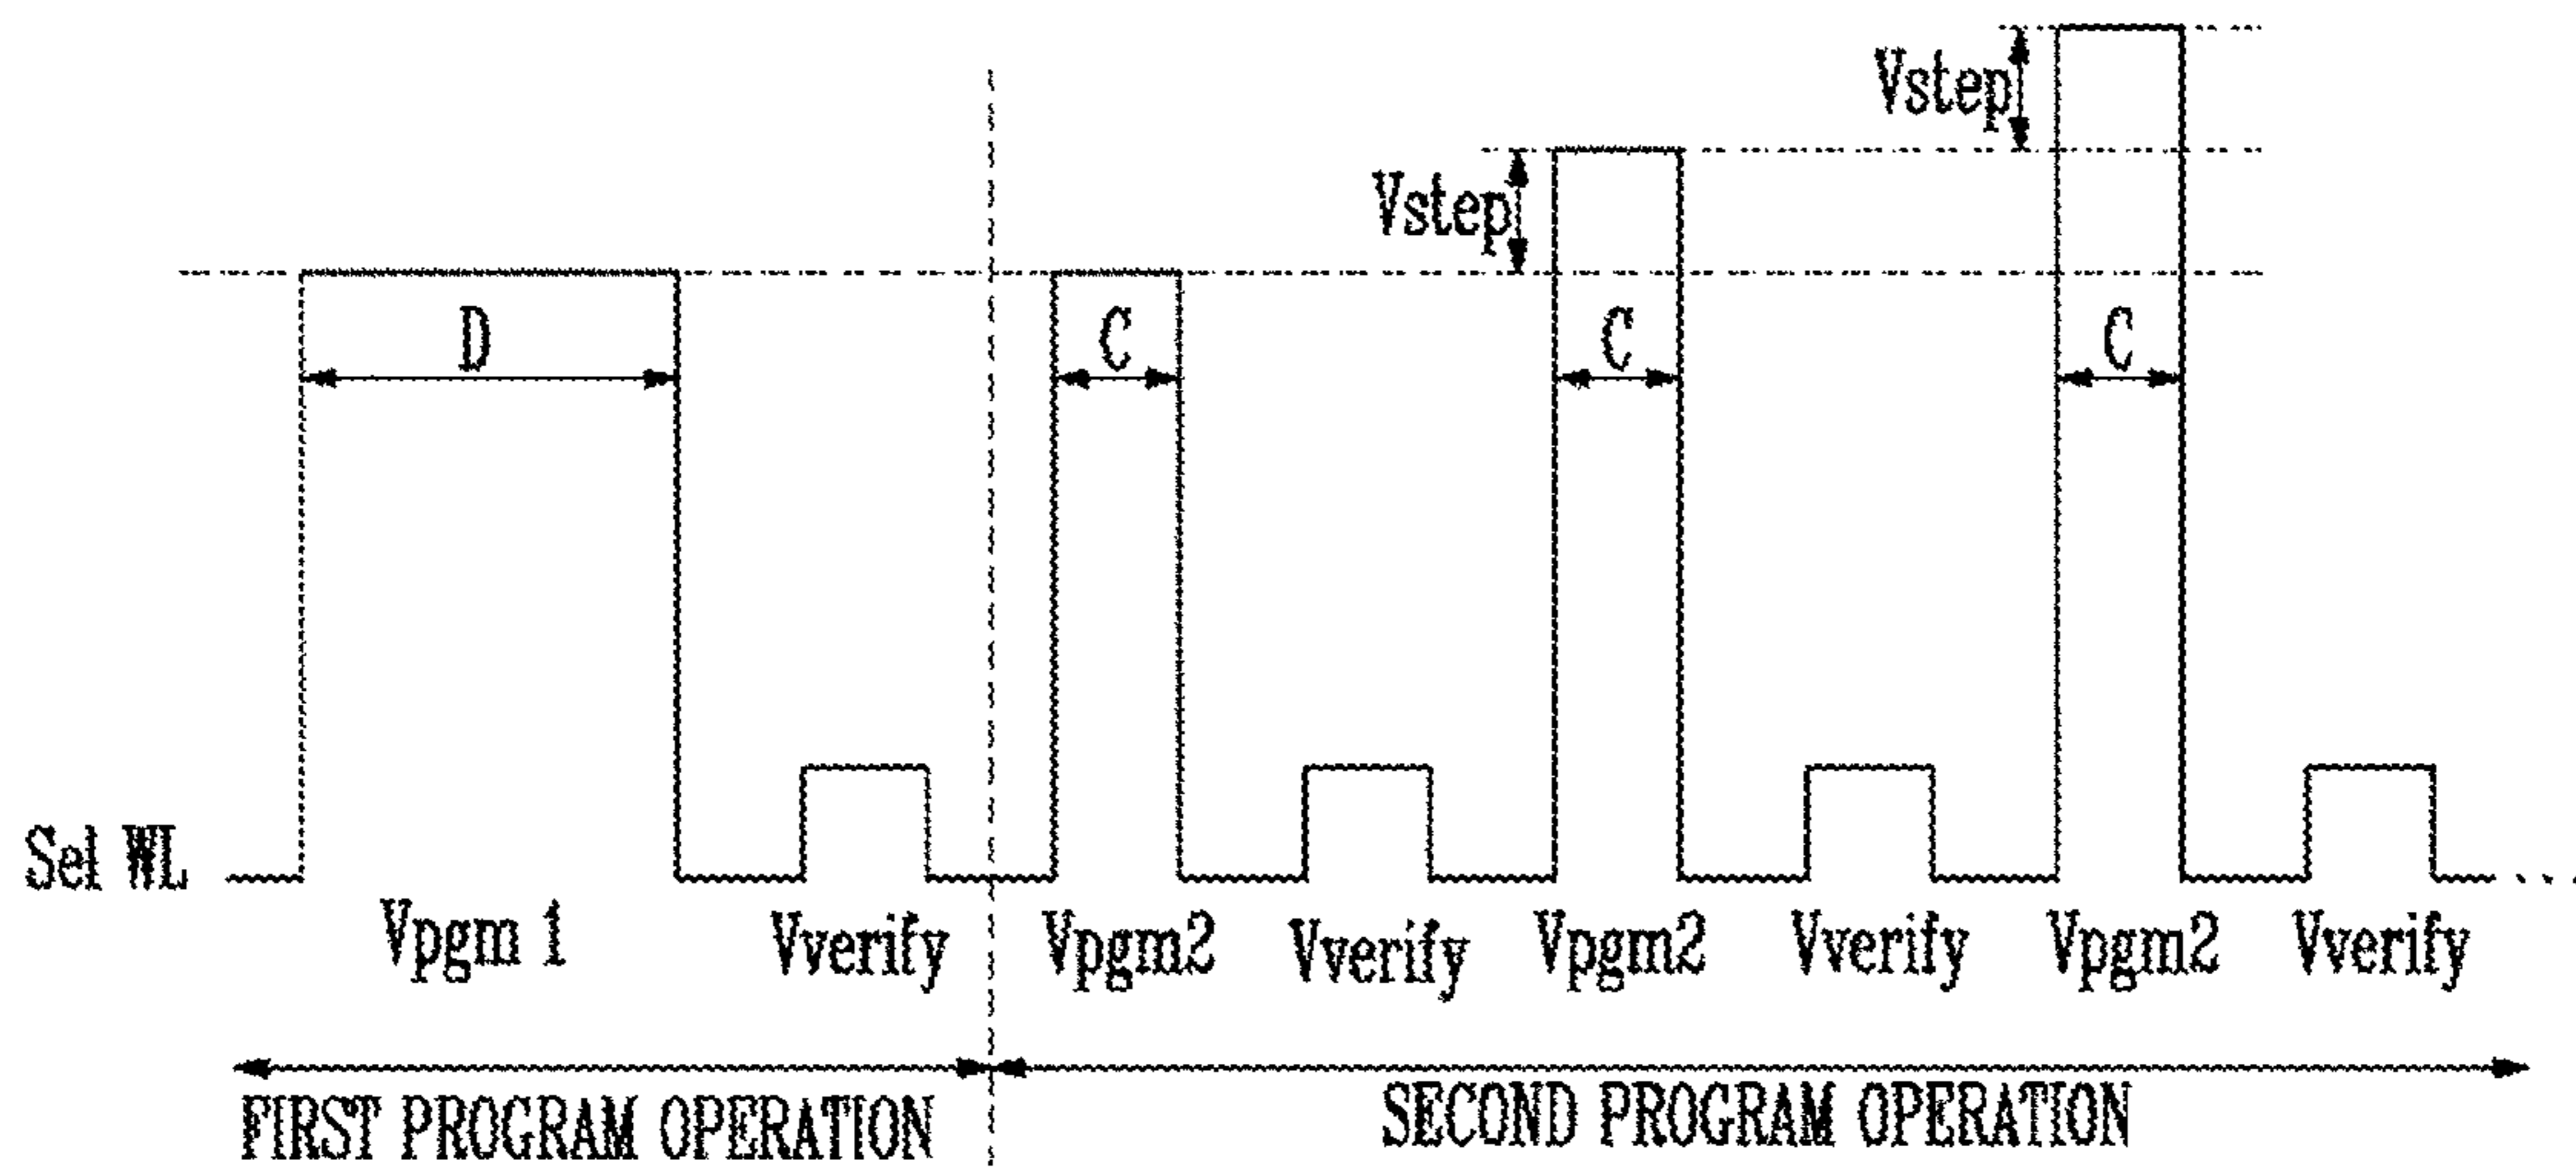 Vstep
Vstep
D
C
C
C
Sel WL
Vpgm 1
Vverify
Vpgm2
Vverify
Vpgm2
Vverify
Vpgm2
Vverify
FIRST PROGRAM OPERATION
SECOND PROGRAM OPERATION